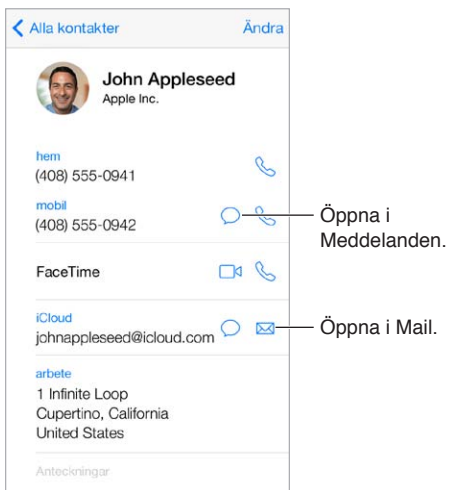 Alla kontakter Ändra
John Appleseed
Apple Inc.
hem
(408) 555-0941
mobil
(408) 555-0942
Öppna i
Meddelanden.
FaceTime
iCloud
johnappleseed@icloud.com
Öppna i Mail.
arbete
1 Infinite Loop
Cupertino, California
United States
Anteckningar